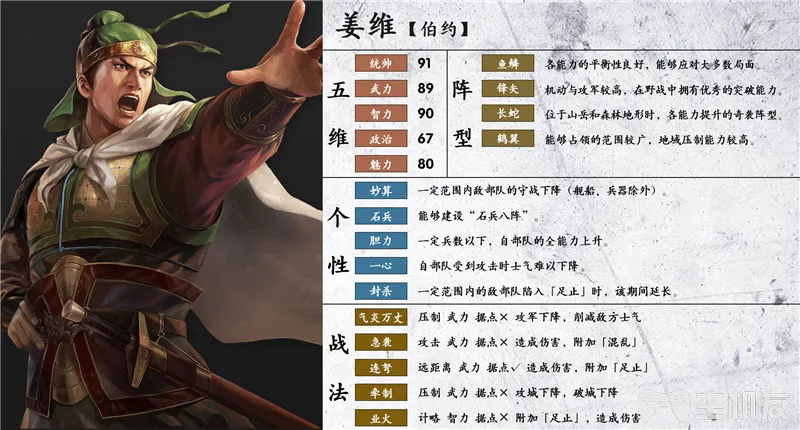 姜维【伯约】
五维
统帅 91
武力 89
智力 90
政治 67
魅力 80
阵型
鱼鳞 各能力的平衡性良好，能够应对大多数局面。
锋矢 机动与攻军较高，在野战中拥有优秀的突破能力。
长蛇 位于山岳和森林地形时，各能力提升的奇袭阵型。
鹤翼 能够占领的范围较广，地域压制能力较高。
个性
妙算 一定范围内敌部队的守战下降（舰船、兵器除外）。
石兵 能够建设“石兵八阵”。
胆力 一定兵数以下，自部队的全能力上升。
一心 自部队受到攻击时士气难以下降。
封杀 一定范围内的敌部队陷入「足止」时，该期间延长。
战法
气炎万丈 压制 武力 据点× 攻军下降，削减敌方士气
急袭 攻击 武力 据点× 造成伤害，附加「混乱」
连弩 远距离 武力 据点✓ 造成伤害，附加「足止」
牵制 压制 武力 据点× 攻城下降，破城下降
业火 计略 智力 据点× 附加「足止」，造成伤害